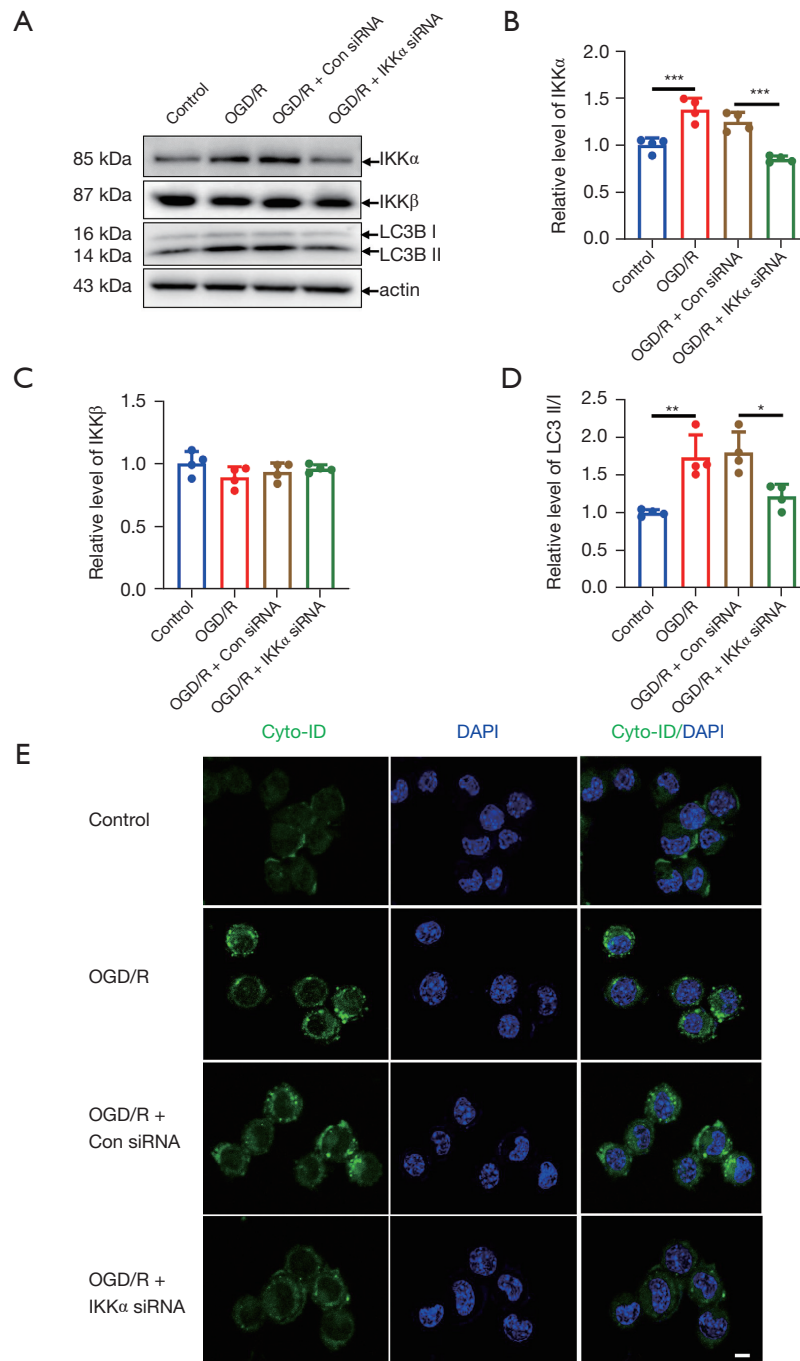 A
Control
OGD/R
OGD/R + Con siRNA
OGD/R + IKKα siRNA
85 kDa
IKKα
87 kDa
IKKβ
16 kDa
LC3B I
14 kDa
LC3B II
43 kDa
actin
B
Relative level of IKKα
2.0
1.5
1.0
0.5
0.0
***
***
Control
OGD/R
OGD/R + Con siRNA
OGD/R + IKKα siRNA
C
Relative level of IKKβ
1.5
1.0
0.5
0.0
Control
OGD/R
OGD/R + Con siRNA
OGD/R + IKKα siRNA
D
Relative level of LC3 II/I
2.5
2.0
1.5
1.0
0.5
0.0
**
*
Control
OGD/R
OGD/R + Con siRNA
OGD/R + IKKα siRNA
E
Cyto-ID
DAPI
Cyto-ID/DAPI
Control
OGD/R
OGD/R +
Con siRNA
OGD/R +
IKKα siRNA